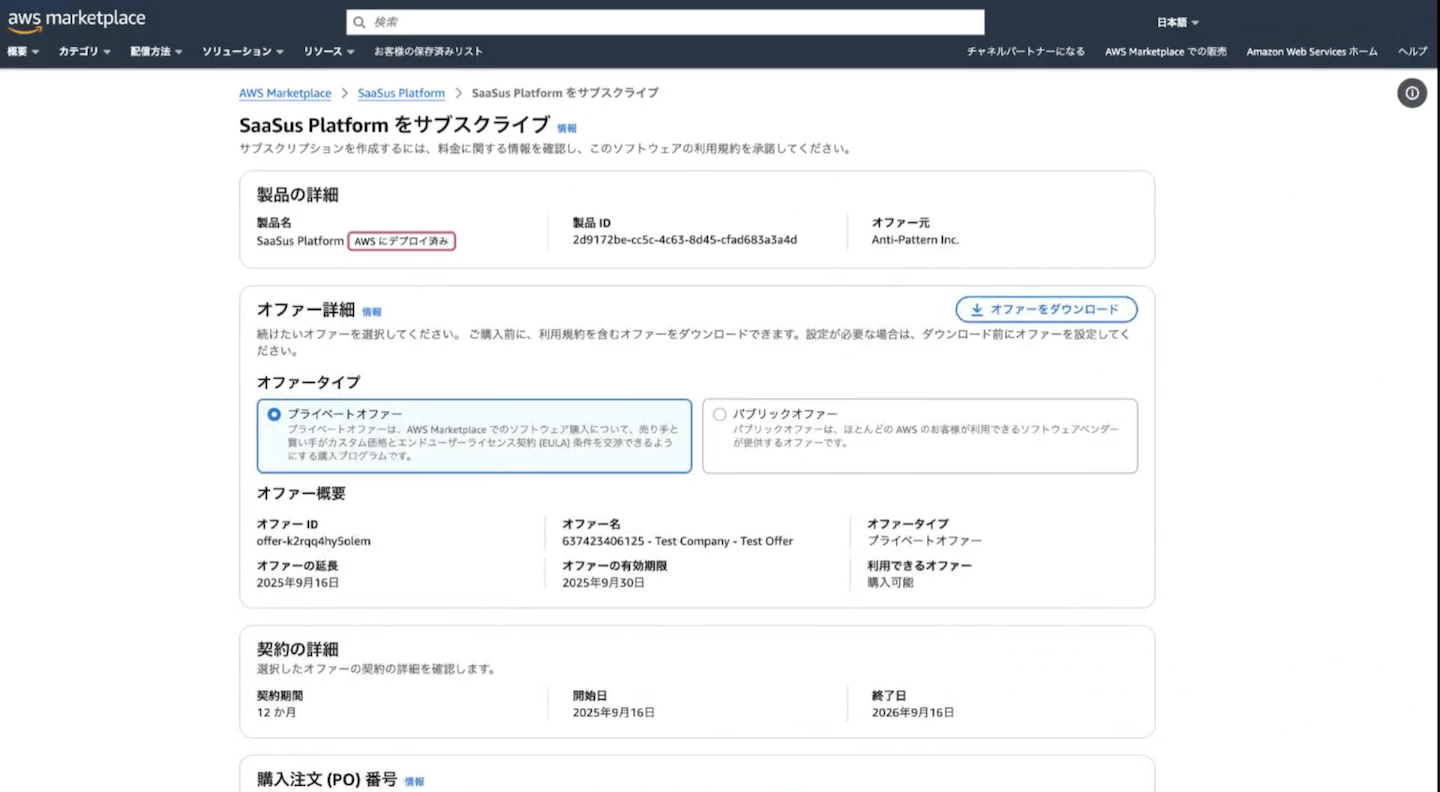 aws marketplace
検索
日本語
概要 カテゴリ 配信方法 ソリューション リソース お客様の保存済みリスト
チャネルパートナーになる AWS Marketplace での販売 Amazon Web Services ホーム ヘルプ
AWS Marketplace > SaaSus Platform > SaaSus Platform をサブスクライブ
SaaSus Platform をサブスクライブ 情報
サブスクリプションを作成するには、料金に関する情報を確認し、このソフトウェアの利用規約を承諾してください。
製品の詳細
製品名
SaaSus Platform AWS にデプロイ済み
製品 ID
2d9172be-cc5c-4c63-8d45-cfad683a3a4d
オファー元
Anti-Pattern Inc.
オファー詳細 情報
オファーをダウンロード
続けたいオファーを選択してください。 ご購入前に、利用規約を含むオファーをダウンロードできます。設定が必要な場合は、ダウンロード前にオファーを設定してく
ださい。
オファータイプ
プライベートオファー
プライベートオファーは、AWS Marketplace でのソフトウェア購入について、売り手と
買い手がカスタム価格とエンドユーザーライセンス契約 (EULA) 条件を交渉できるよう
にする購入プログラムです。
パブリックオファー
パブリックオファーは、ほとんどの AWS のお客様が利用できるソフトウェアベンダー
が提供するオファーです。
オファー概要
オファー ID
offer-k2rqq4hy5olem
オファー名
637423406125 - Test Company - Test Offer
オファータイプ
プライベートオファー
オファーの延長
2025年9月16日
オファーの有効期限
2025年9月30日
利用できるオファー
購入可能
契約の詳細
選択したオファーの契約の詳細を確認します。
契約期間
12 か月
開始日
2025年9月16日
終了日
2026年9月16日
購入注文 (PO) 番号 情報